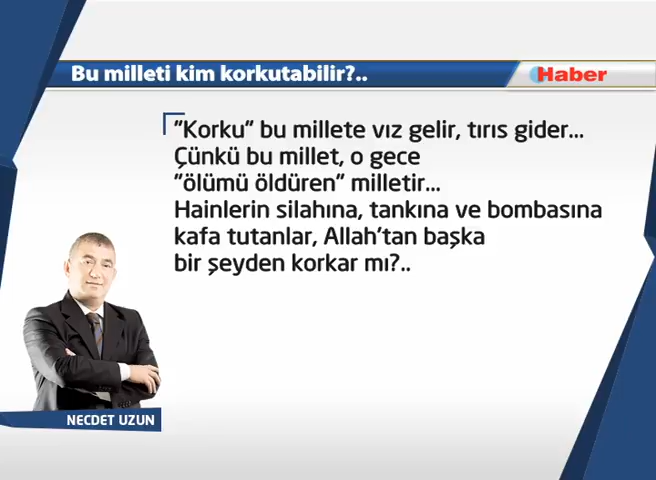 Bu milleti kim korkutabilir?..
Haber
"Korku" bu millete vız gelir, tırıs gider...
Çünkü bu millet, o gece
"ölümü öldüren" milletir...
Hainlerin silahına, tankına ve bombasına
kafa tutanlar, Allah'tan başka
bir şeyden korkar mı?..
NECDET UZUN